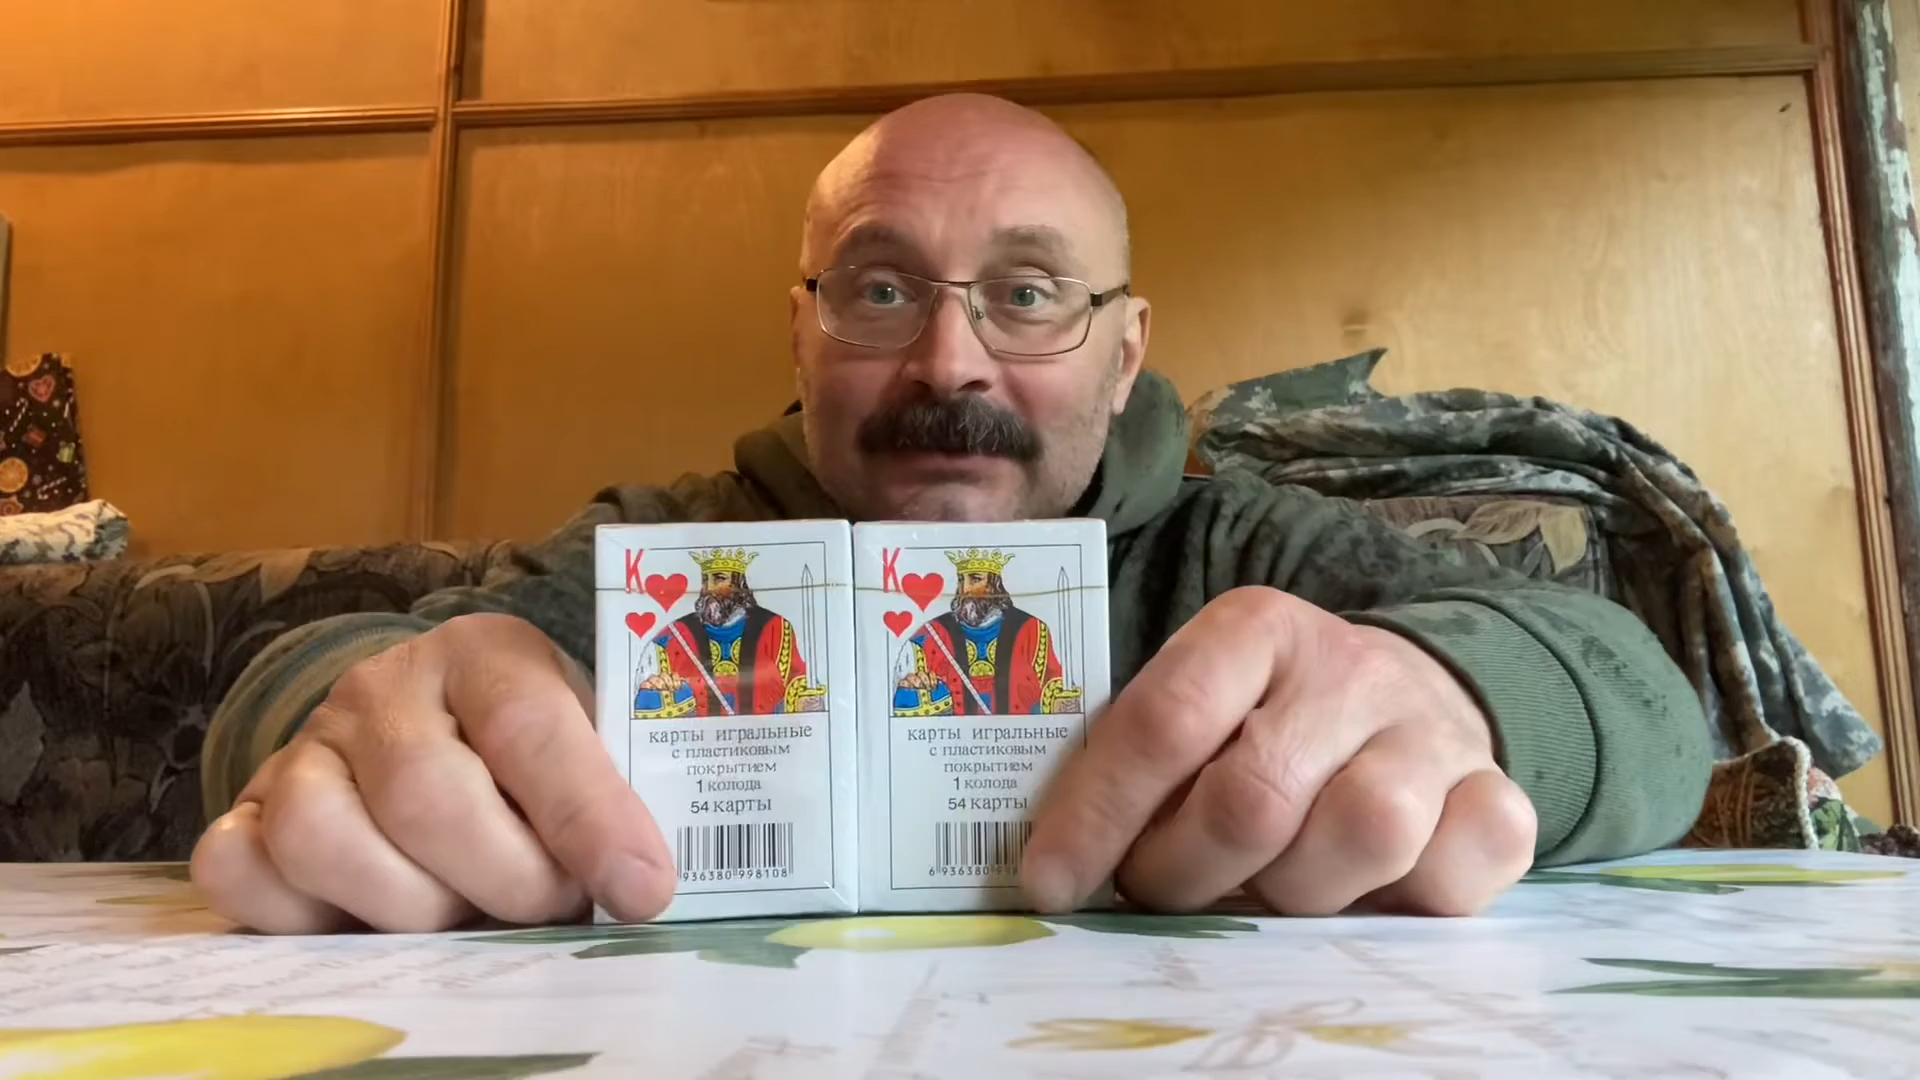 K
карты игральные
с пластиковым
покрытием
1 колода
54 карты
936380 998108
K
карты игральные
с пластиковым
покрытием
1 колода
54 карты
6 936380